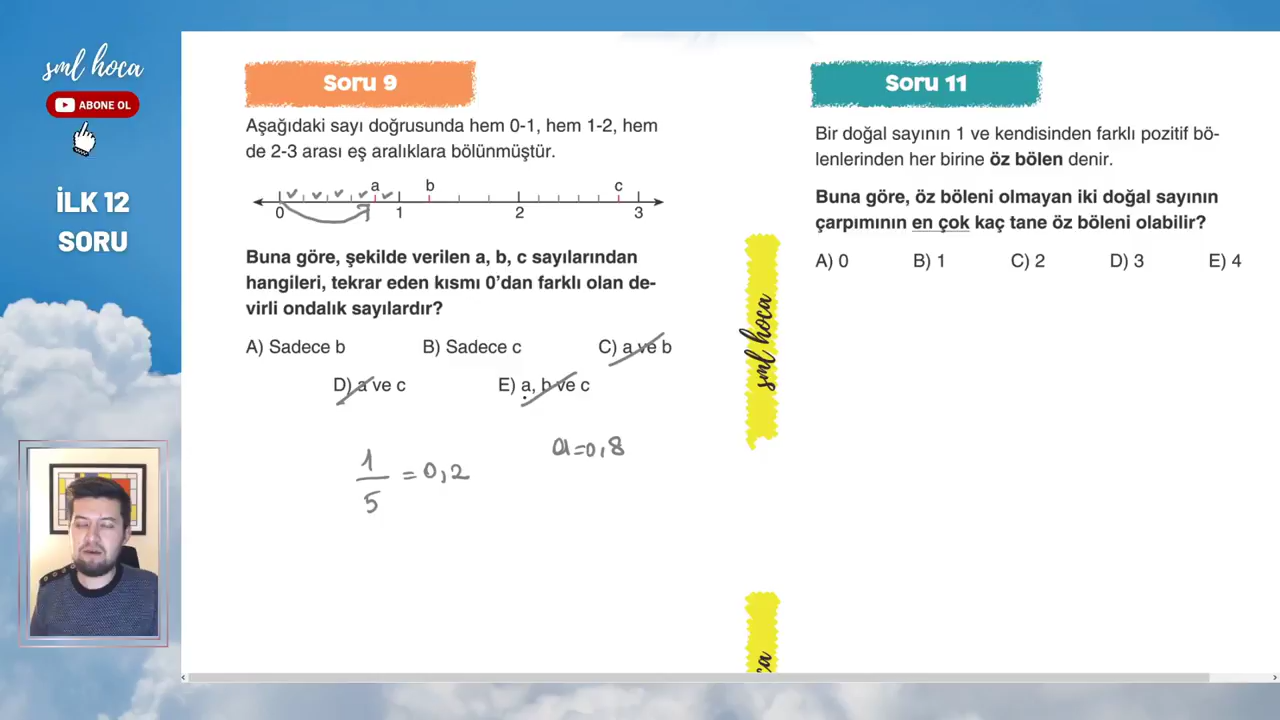 sml hoca
ABONE OL
İLK 12
SORU
Soru 9
Aşağıdaki sayı doğrusunda hem 0-1, hem 1-2, hem
de 2-3 arası eş aralıklara bölünmüştür.
a b c
0 1 2 3
Buna göre, şekilde verilen a, b, c sayılarından
hangileri, tekrar eden kısmı 0'dan farklı olan de-
virli ondalık sayılardır?
A) Sadece b B) Sadece c C) a ve b
D) a ve c E) a, b ve c
a=0,8
1/5 = 0,2
sml hoca
ca
Soru 11
Bir doğal sayının 1 ve kendisinden farklı pozitif bö-
lenlerinden her birine öz bölen denir.
Buna göre, öz böleni olmayan iki doğal sayının
çarpımının en çok kaç tane öz böleni olabilir?
A) 0 B) 1 C) 2 D) 3 E) 4